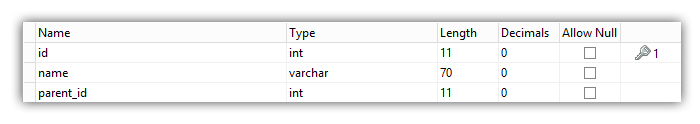 Name Type Length Decimals Allow Null
id int 11 0 1
name varchar 70 0
parent_id int 11 0